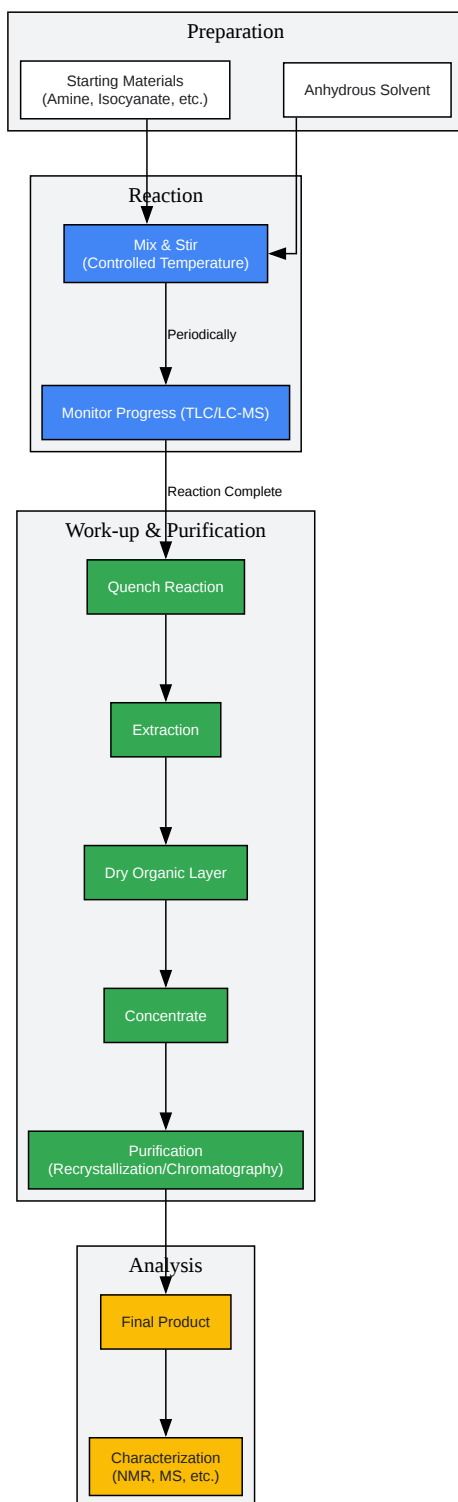 Preparation
Starting Materials
(Amine, Isocyanate, etc.)
Anhydrous Solvent
Reaction
Mix & Stir
(Controlled Temperature)
Periodically
Monitor Progress (TLC/LC-MS)
Reaction Complete
Work-up & Purification
Quench Reaction
Extraction
Dry Organic Layer
Concentrate
Purification
(Recrystallization/Chromatography)
Analysis
Final Product
Characterization
(NMR, MS, etc.)